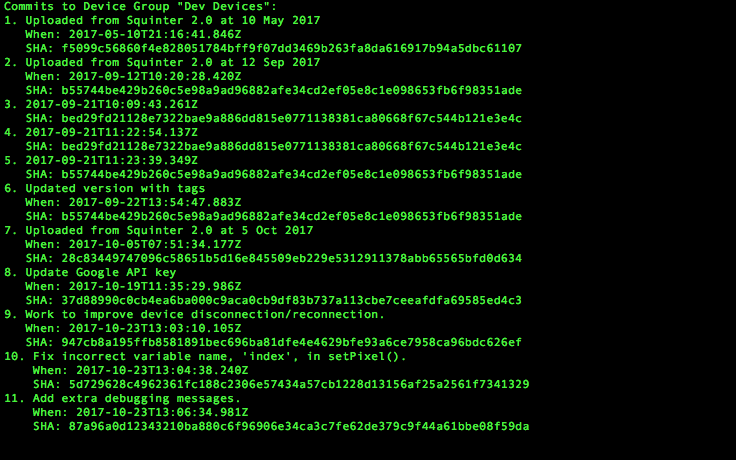 Commits to Device Group "Dev Devices":
1. Uploaded from Squinter 2.0 at 10 May 2017
When: 2017-05-10T21:16:41.846Z
SHA: f5099c56860f4e828051784bff9f07dd3469b263fa8da616917b94a5dbc61107
2. Uploaded from Squinter 2.0 at 12 Sep 2017
When: 2017-09-12T10:20:28.420Z
SHA: b55744be429b260c5e98a9ad96882afe34cd2ef05e8c1e098653fb6f98351ade
3. 2017-09-21T10:09:43.261Z
SHA: bed29fd21128e7322bae9a886dd815e0771138381ca80668f67c544b121e3e4c
4. 2017-09-21T11:22:54.137Z
SHA: bed29fd21128e7322bae9a886dd815e0771138381ca80668f67c544b121e3e4c
5. 2017-09-21T11:23:39.349Z
SHA: b55744be429b260c5e98a9ad96882afe34cd2ef05e8c1e098653fb6f98351ade
6. Updated version with tags
When: 2017-09-22T13:54:47.883Z
SHA: b55744be429b260c5e98a9ad96882afe34cd2ef05e8c1e098653fb6f98351ade
7. Uploaded from Squinter 2.0 at 5 Oct 2017
When: 2017-10-05T07:51:34.177Z
SHA: 28c83449747096c58651b5d16e845509eb229e5312911378abb65565bfd0d634
8. Update Google API key
When: 2017-10-19T11:35:29.986Z
SHA: 37d88990c0cb4ea6ba000c9aca0cb9df83b737a113cbe7ceeafdfa69585ed4c3
9. Work to improve device disconnection/reconnection.
When: 2017-10-23T13:03:10.105Z
SHA: 947cb8a195ffb8581891bec696ba81dfe4e4629bfe93a6ce7958ca96bdc626ef
10. Fix incorrect variable name, 'index', in setPixel().
When: 2017-10-23T13:04:38.240Z
SHA: 5d729628c4962361fc188c2306e57434a57cb1228d13156af25a2561f7341329
11. Add extra debugging messages.
When: 2017-10-23T13:06:34.981Z
SHA: 87a96a0d12343210ba880c6f96906e34ca3c7fe62de379c9f44a61bbe08f59da